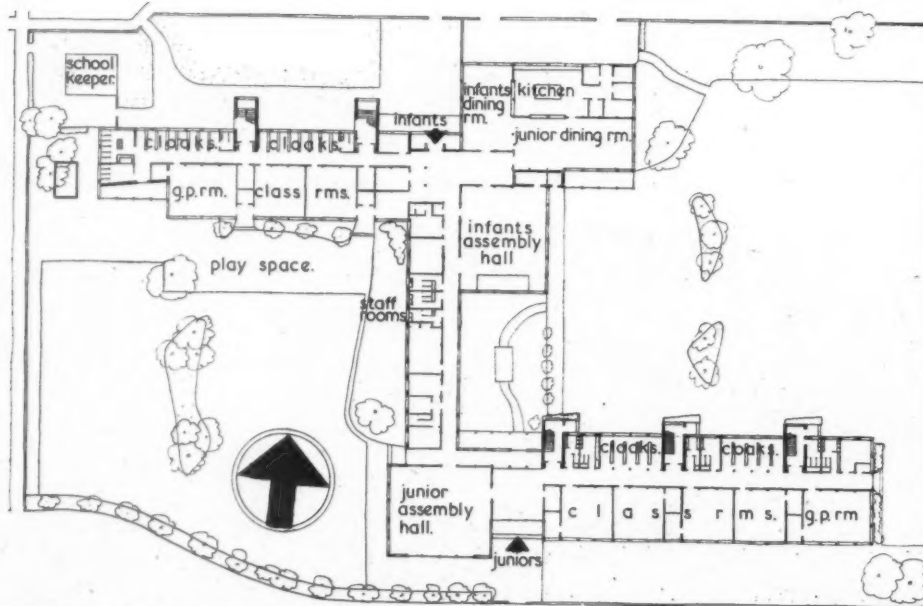 school
keeper.
infants
infants
dining
rm.
kitchen
junior dining rm.
cloaks.
cloaks.
g.p.rm.
class rms.
infants
assembly
hall
play space.
staff
rooms
cloaks.
cloaks.
junior
assembly
hall.
class rms.
g.p.rm
juniors